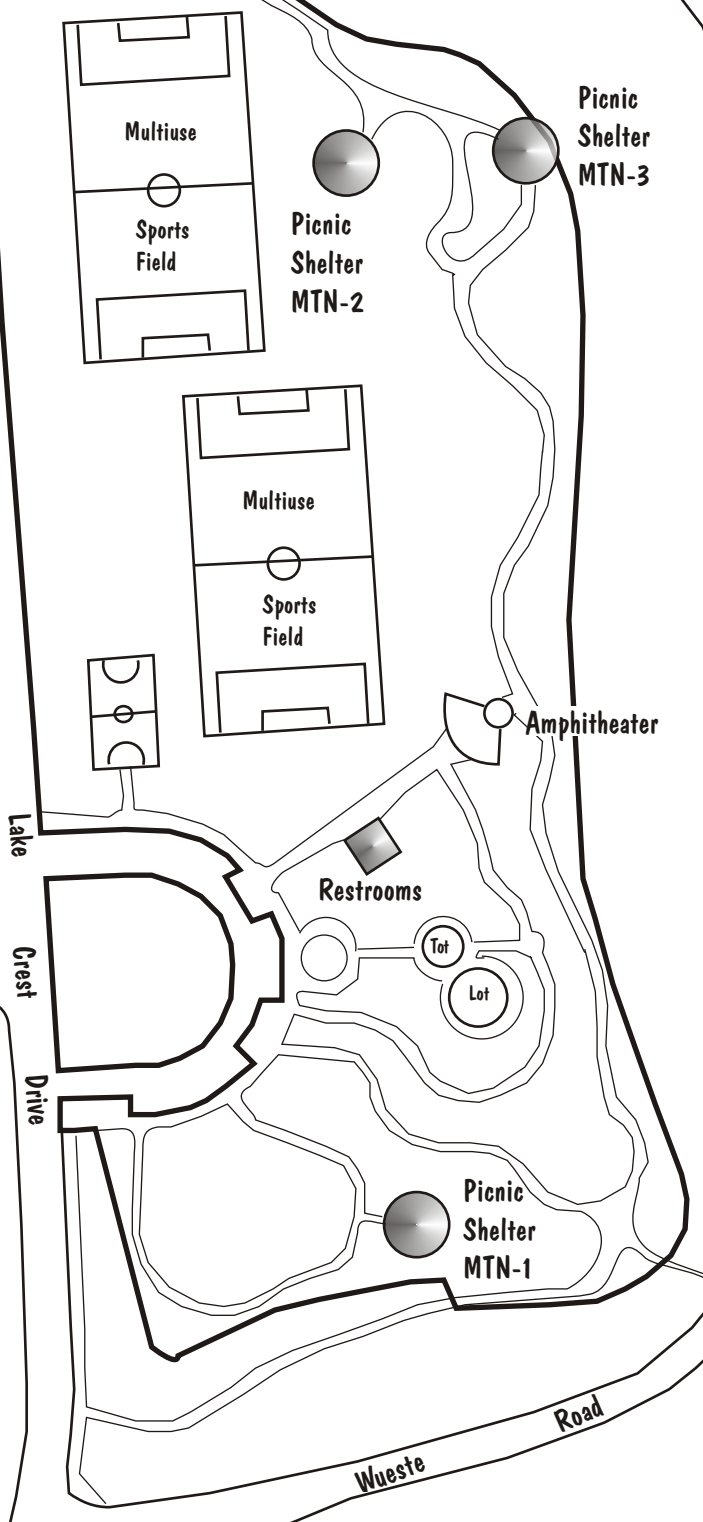 Picnic
Shelter
MTN-3
Multiuse
Sports
Field
Picnic
Shelter
MTN-2
Multiuse
Sports
Field
Amphitheater
Lake
Crest
Drive
Restrooms
Tot
Lot
Picnic
Shelter
MTN-1
Wueste
Road